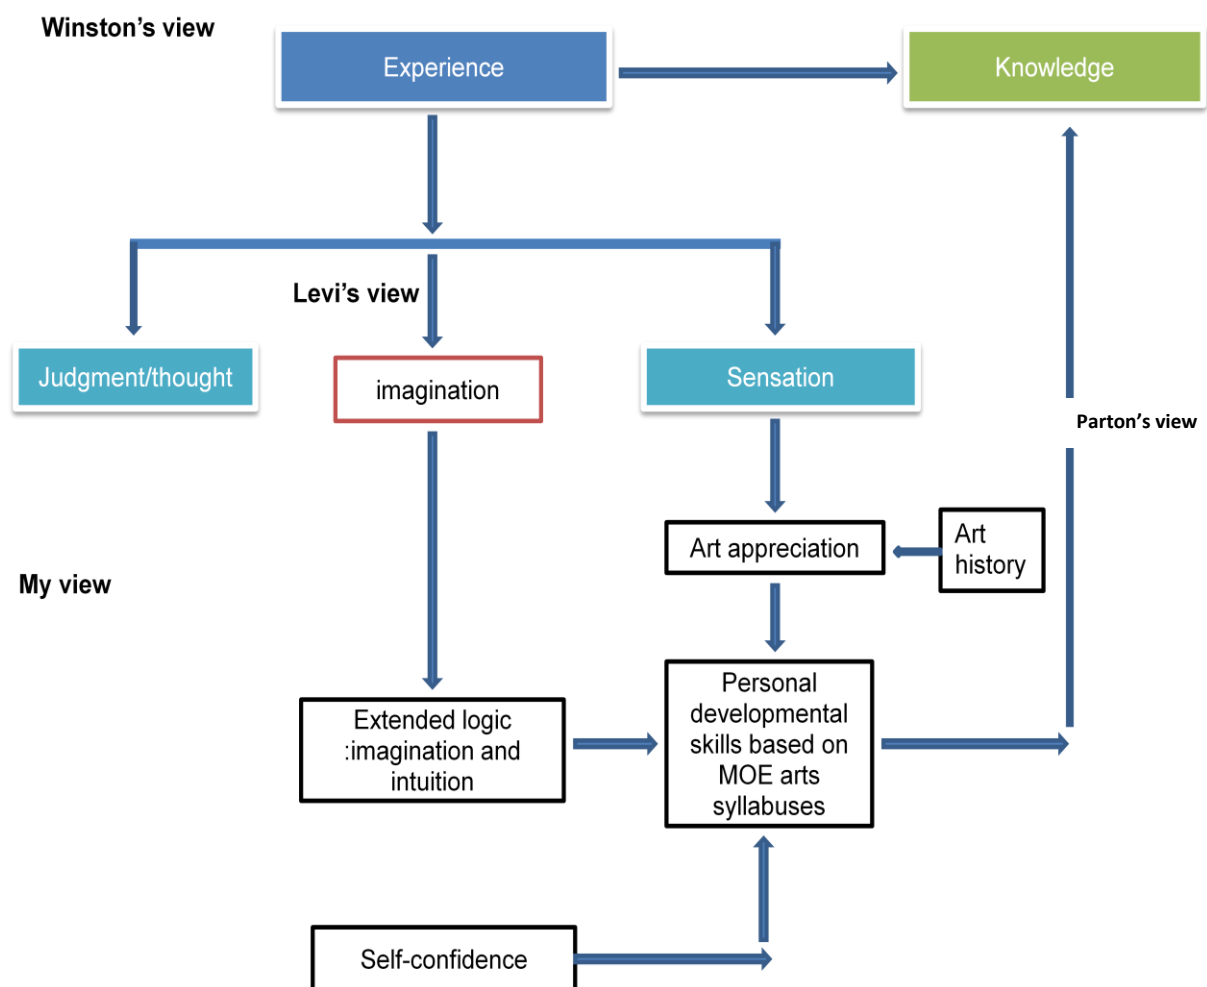 Winston’s view
Experience
Knowledge
Levi’s view
Judgment/thought
imagination
Sensation
Parton’s view
Art appreciation
Art
history
My view
Extended logic
:imagination and
intuition
Personal
developmental
skills based on
MOE arts
syllabuses
Self-confidence